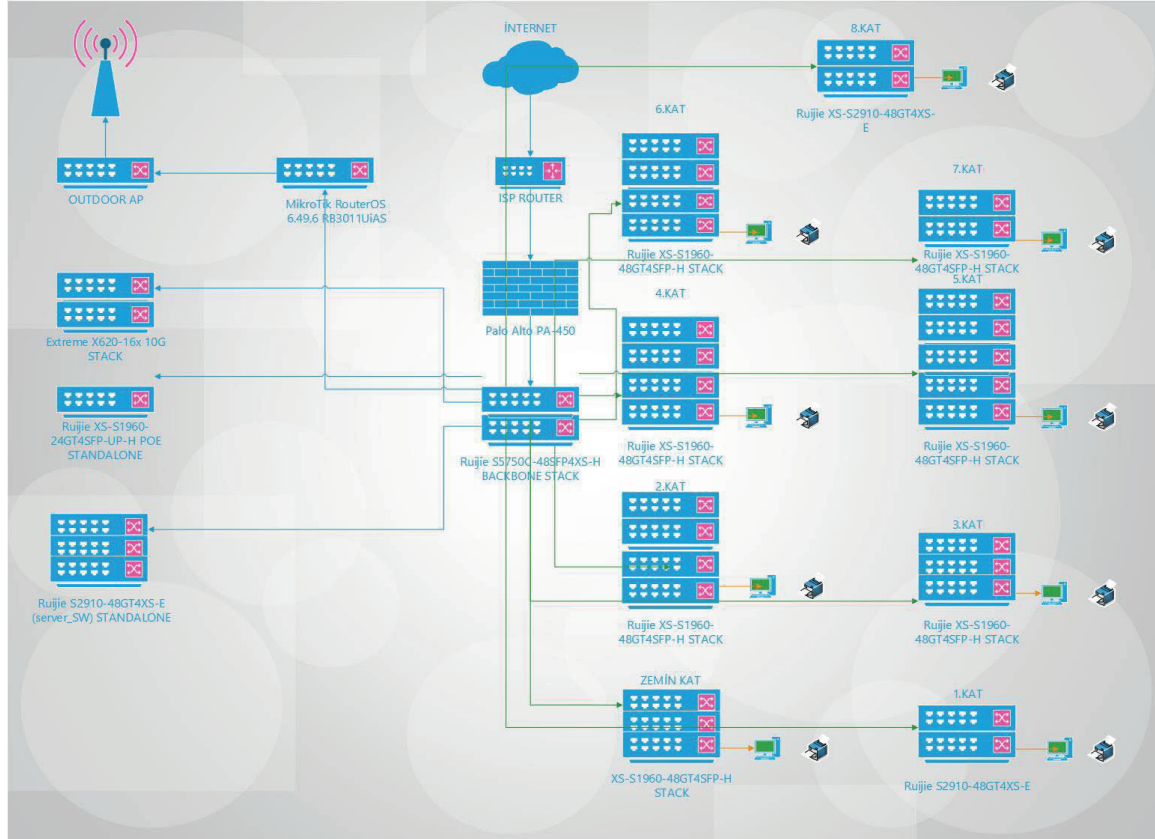 İNTERNET
8.KAT
Ruijie XS-S2910-48GT4XS-
E
6.KAT
ISP ROUTER
OUTDOOR AP
MikroTik RouterOS
6.49.6 RB3011UiAS
7.KAT
Ruijie XS-S1960-
48GT4SFP-H STACK
Ruijie XS-S1960-
48GT4SFP-H STACK
5.KAT
4.KAT
Palo Alto PA-450
Extreme X620-16x 10G
STACK
Ruijie XS-S1960-
24GT4SFP-UP-H POE
STANDALONE
Ruijie S5750C-48SFP4XS-H
BACKBONE STACK
Ruijie XS-S1960-
48GT4SFP-H STACK
Ruijie XS-S1960-
48GT4SFP-H STACK
2.KAT
3.KAT
Ruijie S2910-48GT4XS-E
(server_SW) STANDALONE
Ruijie XS-S1960-
48GT4SFP-H STACK
Ruijie XS-S1960-
48GT4SFP-H STACK
ZEMİN KAT
1.KAT
XS-S1960-48GT4SFP-H
STACK
Ruijie S2910-48GT4XS-E